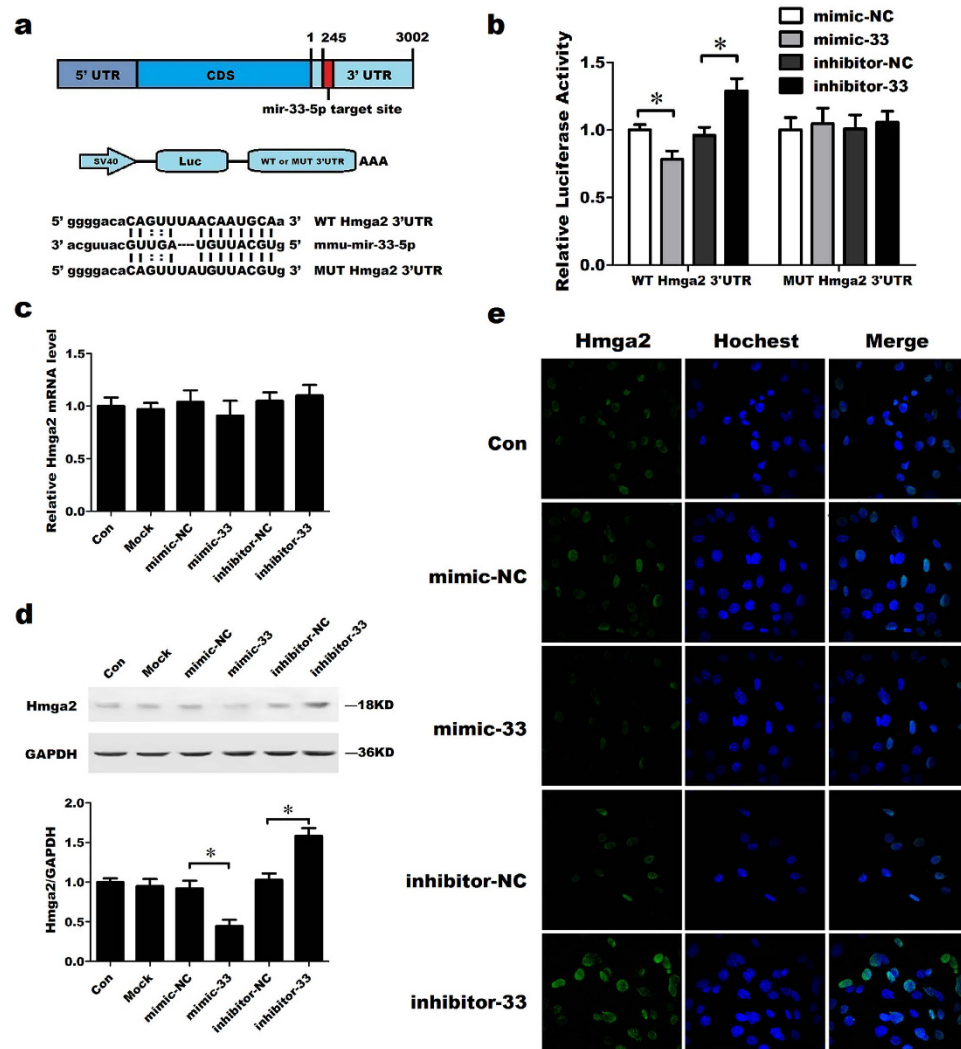 a
1 245 3002
5' UTR CDS 3' UTR
mir-33-5p target site
SV40 Luc WT or MUT 3'UTR AAA
5' ggggacaCAGUUUAACAAUGCAa 3' WT Hmga2 3'UTR
3' acguuacGUUGA----UGUUACGUg 5' mmu-mir-33-5p
5' ggggacaCAGUUUAUGUUACGUg 3' MUT Hmga2 3'UTR
b
mimic-NC
mimic-33
inhibitor-NC
inhibitor-33
Relative Luciferase Activity
1.5
1.0
0.5
0.0
* *
WT Hmga2 3'UTR MUT Hmga2 3'UTR
c
Relative Hmga2 mRNA level
1.5
1.0
0.5
0.0
Con Mock mimic-NC mimic-33 inhibitor-NC inhibitor-33
d
Con Mock mimic-NC mimic-33 inhibitor-NC inhibitor-33
Hmga2 —18KD
GAPDH —36KD
Hmga2/GAPDH
2.0
1.5
1.0
0.5
0.0
* *
Con Mock mimic-NC mimic-33 inhibitor-NC inhibitor-33
e
Hmga2 Hochest Merge
Con
mimic-NC
mimic-33
inhibitor-NC
inhibitor-33